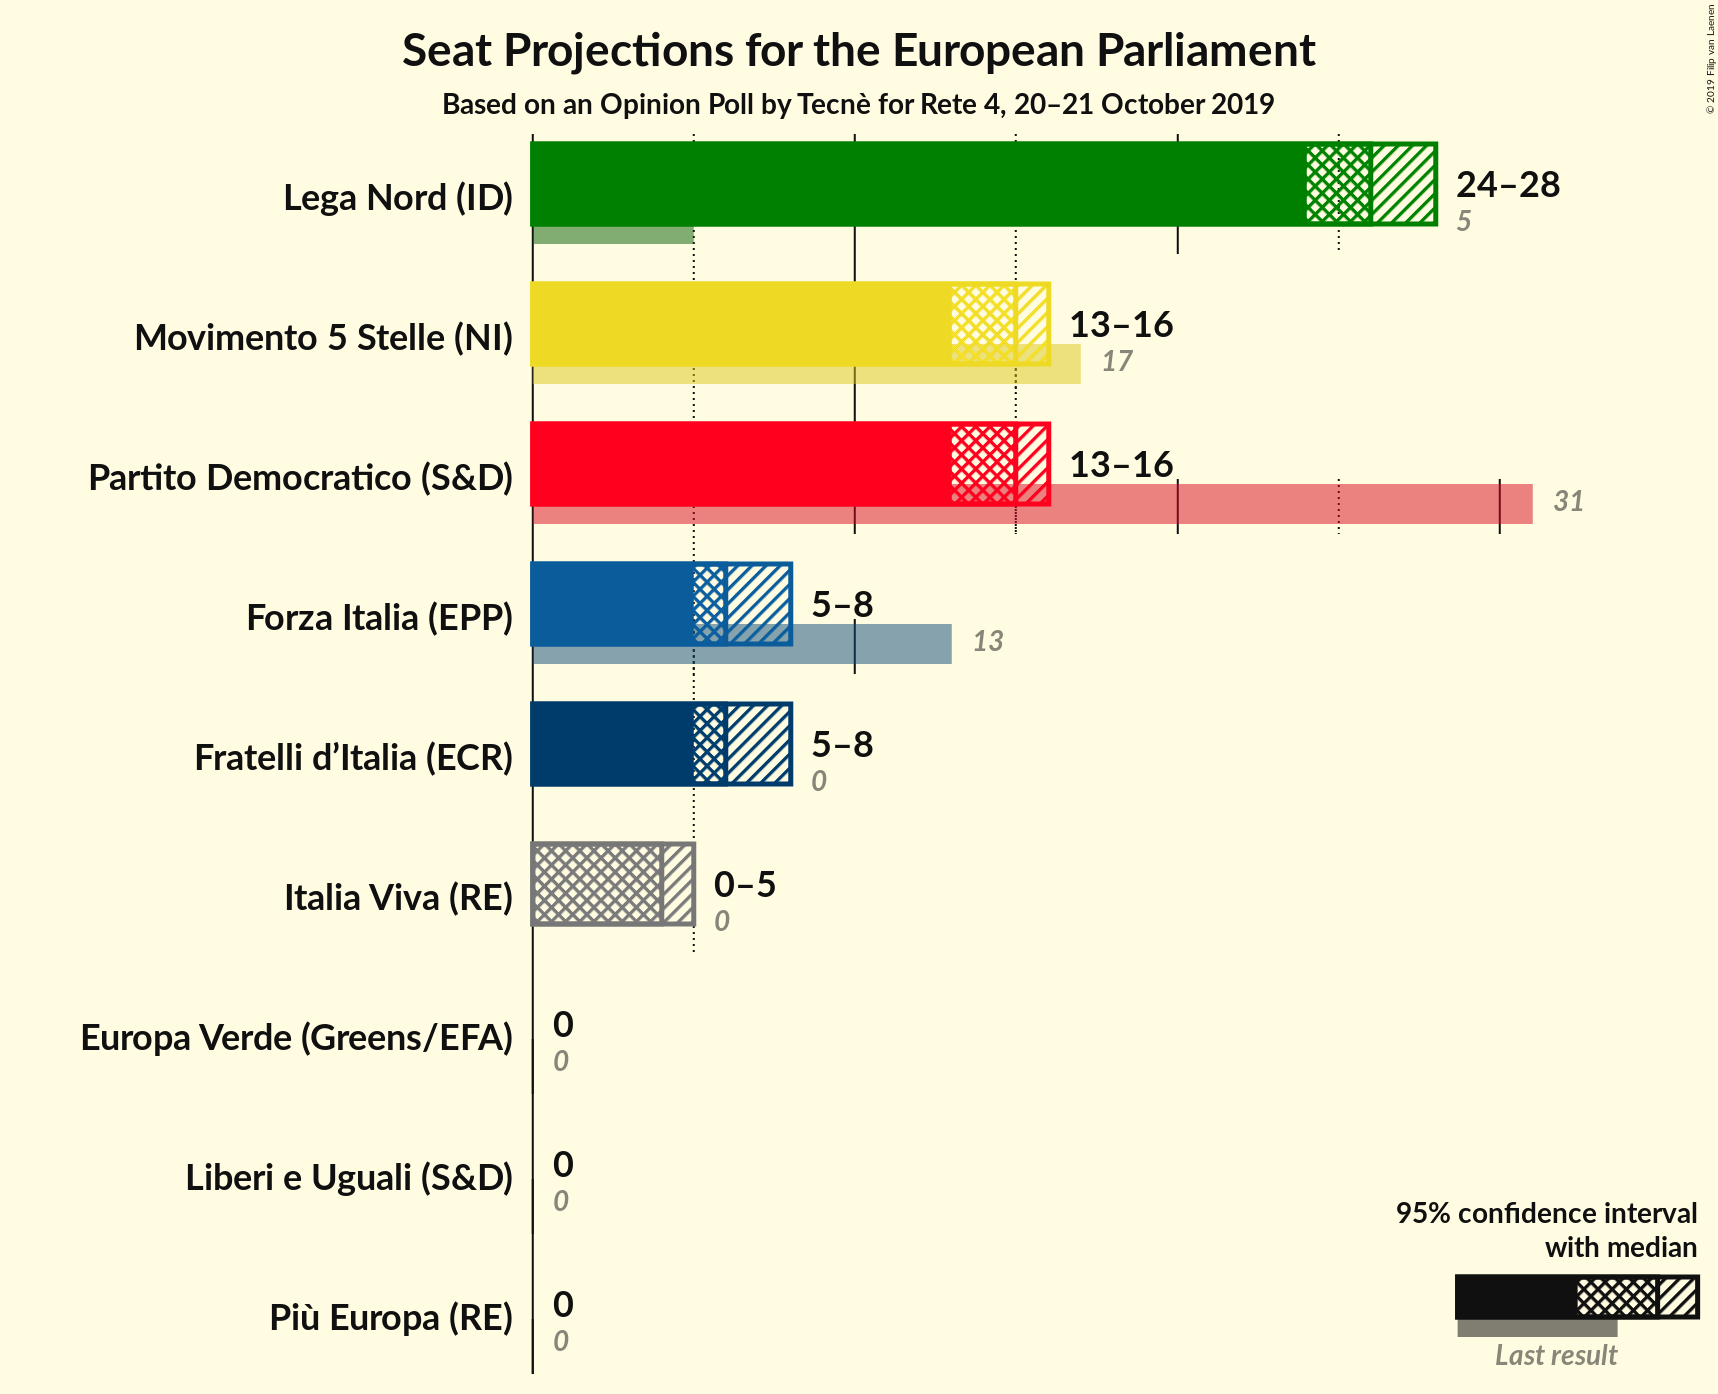 Seat Projections for the European Parliament
Based on an Opinion Poll by Tecnè for Rete 4, 20–21 October 2019
© 2019 Filip van Laenen
Lega Nord (ID)
24–28
5
Movimento 5 Stelle (NI)
13–16
17
Partito Democratico (S&D)
13–16
31
Forza Italia (EPP)
5–8
13
Fratelli d’Italia (ECR)
5–8
0
Italia Viva (RE)
0–5
0
Europa Verde (Greens/EFA)
0
0
Liberi e Uguali (S&D)
0
0
Più Europa (RE)
0
0
95% confidence interval
with median
Last result